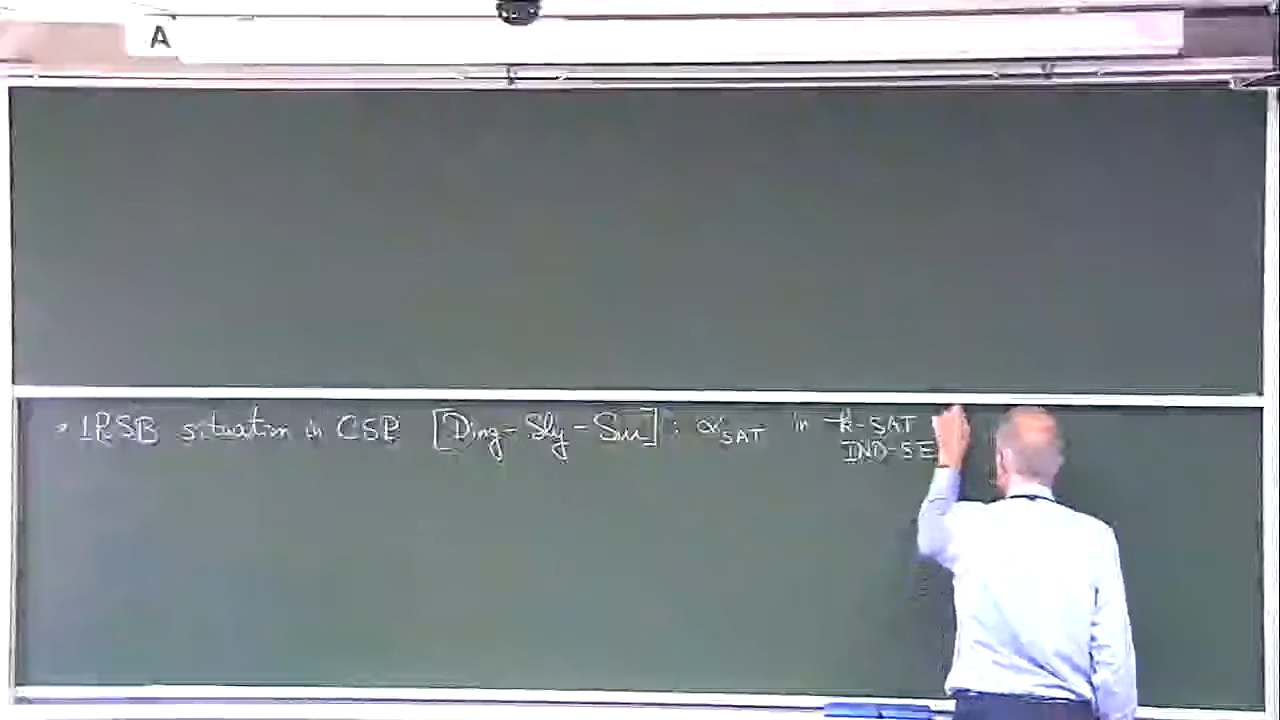 A
• 1RSB situation in CSP [Ding-Sly-Sun] : α_SAT in k-SAT
IND-SE